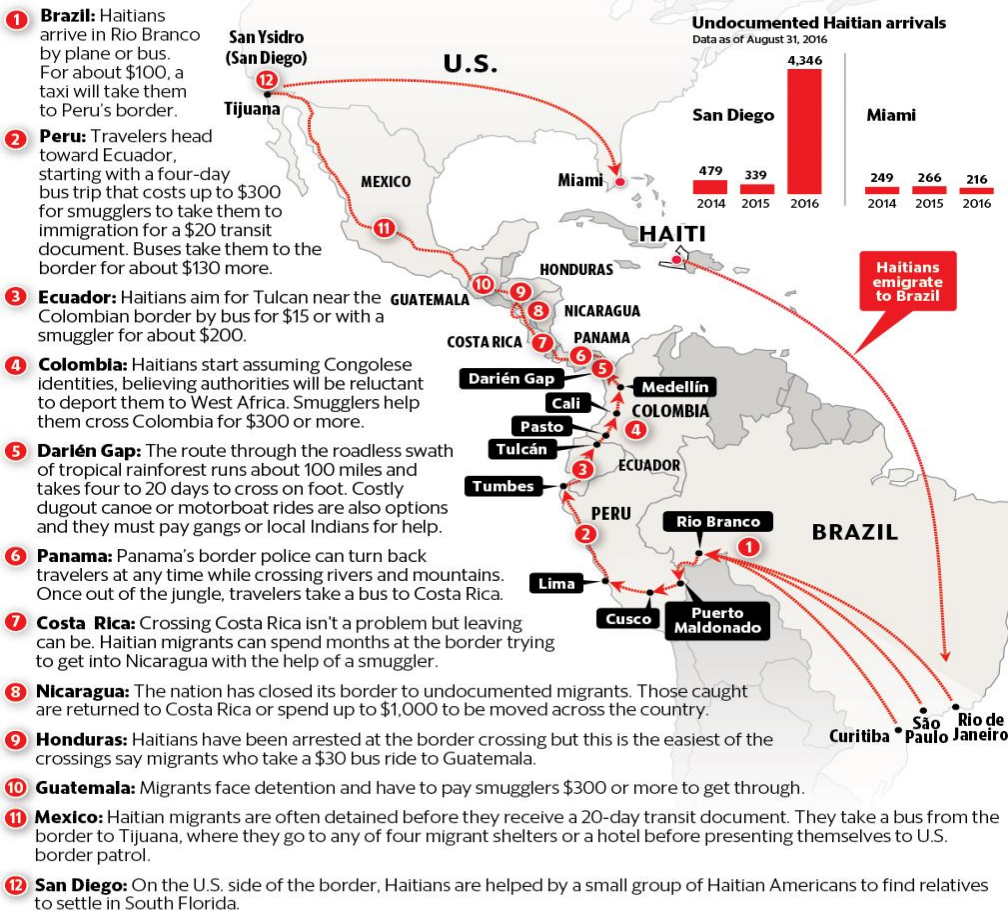 1 Brazil: Haitians
arrive in Rio Branco
by plane or bus.
For about $100, a
taxi will take them
to Peru's border.
2 Peru: Travelers head
toward Ecuador,
starting with a four-day
bus trip that costs up to $300
for smugglers to take them to
immigration for a $20 transit
document. Buses take them to the
border for about $130 more.
3 Ecuador: Haitians aim for Tulcan near the
Colombian border by bus for $15 or with a
smuggler for about $200.
4 Colombia: Haitians start assuming Congolese
identities, believing authorities will be reluctant
to deport them to West Africa. Smugglers help
them cross Colombia for $300 or more.
5 Darién Gap: The route through the roadless swath
of tropical rainforest runs about 100 miles and
takes four to 20 days to cross on foot. Costly
dugout canoe or motorboat rides are also options
and they must pay gangs or local Indians for help.
6 Panama: Panama's border police can turn back
travelers at any time while crossing rivers and mountains.
Once out of the jungle, travelers take a bus to Costa Rica.
7 Costa Rica: Crossing Costa Rica isn't a problem but leaving
can be. Haitian migrants can spend months at the border trying
to get into Nicaragua with the help of a smuggler.
8 Nicaragua: The nation has closed its border to undocumented migrants. Those caught
are returned to Costa Rica or spend up to $1,000 to be moved across the country.
9 Honduras: Haitians have been arrested at the border crossing but this is the easiest of the
crossings say migrants who take a $30 bus ride to Guatemala.
10 Guatemala: Migrants face detention and have to pay smugglers $300 or more to get through.
11 Mexico: Haitian migrants are often detained before they receive a 20-day transit document. They take a bus from the
border to Tijuana, where they go to any of four migrant shelters or a hotel before presenting themselves to U.S.
border patrol.
12 San Diego: On the U.S. side of the border, Haitians are helped by a small group of Haitian Americans to find relatives
to settle in South Florida.
Undocumented Haitian arrivals
Data as of August 31, 2016
San Diego
479
339
4,346
2014 2015 2016
Miami
249 266 216
2014 2015 2016
San Ysidro
(San Diego)
12
Tijuana
U.S.
Miami
MEXICO
11
HAITI
Haitians
emigrate
to Brazil
10
GUATEMALA
HONDURAS
9
8
NICARAGUA
COSTA RICA
7
PANAMA
6
5
Darién Gap
Medellín
Cali
COLOMBIA
4
Pasto
Tulcán
3
ECUADOR
Tumbes
PERU
2
Rio Branco
1
BRAZIL
Lima
Cusco
Puerto
Maldonado
Curitiba
São
Paulo
Rio de
Janeiro